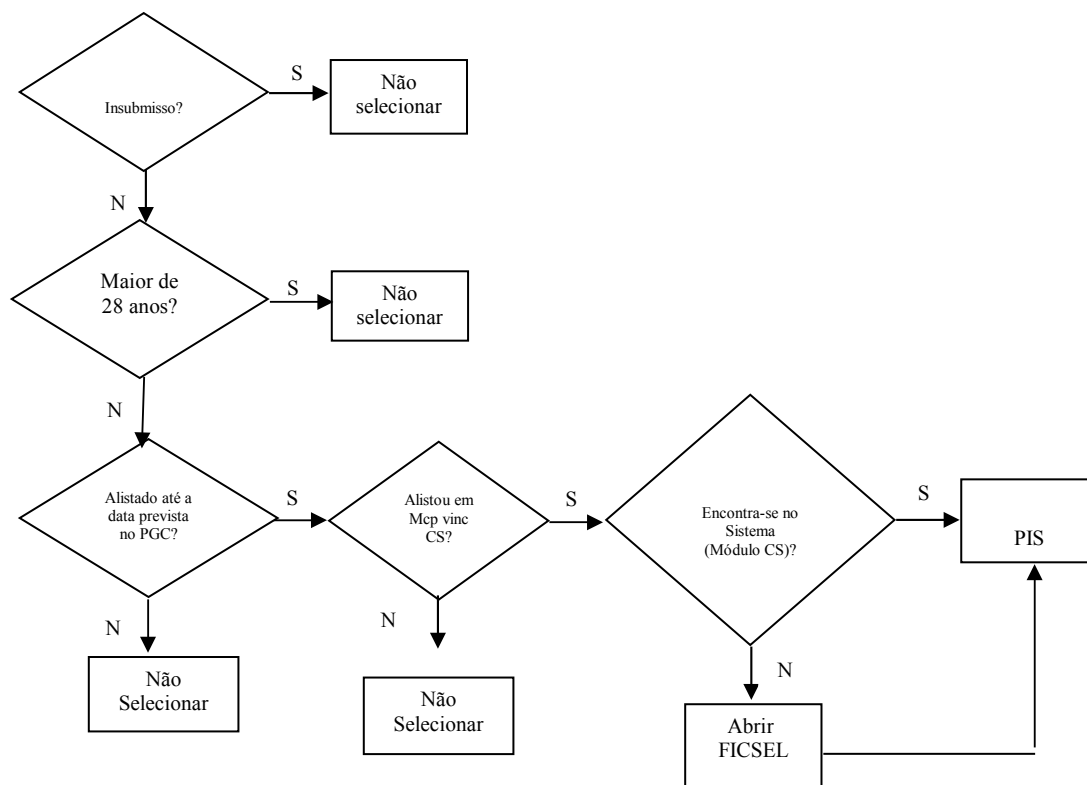 S
Não
selecionar
Insubmisso?
N
Maior de
28 anos?
S
Não
selecionar
N
Alistado até a
data prevista
no PGC?
S
Alistou em
Mcp vinc
CS?
S
Encontra-se no
Sistema
(Módulo CS)?
S
PIS
N
Não
Selecionar
N
Não
Selecionar
N
Abrir
FICSEL